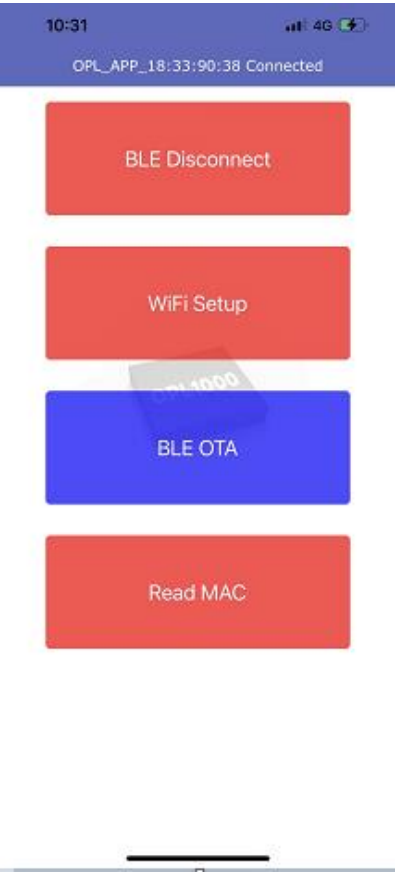 10:31
4G
OPL_APP_18:33:90:38 Connected
BLE Disconnect
WiFi Setup
OPL1000
BLE OTA
Read MAC